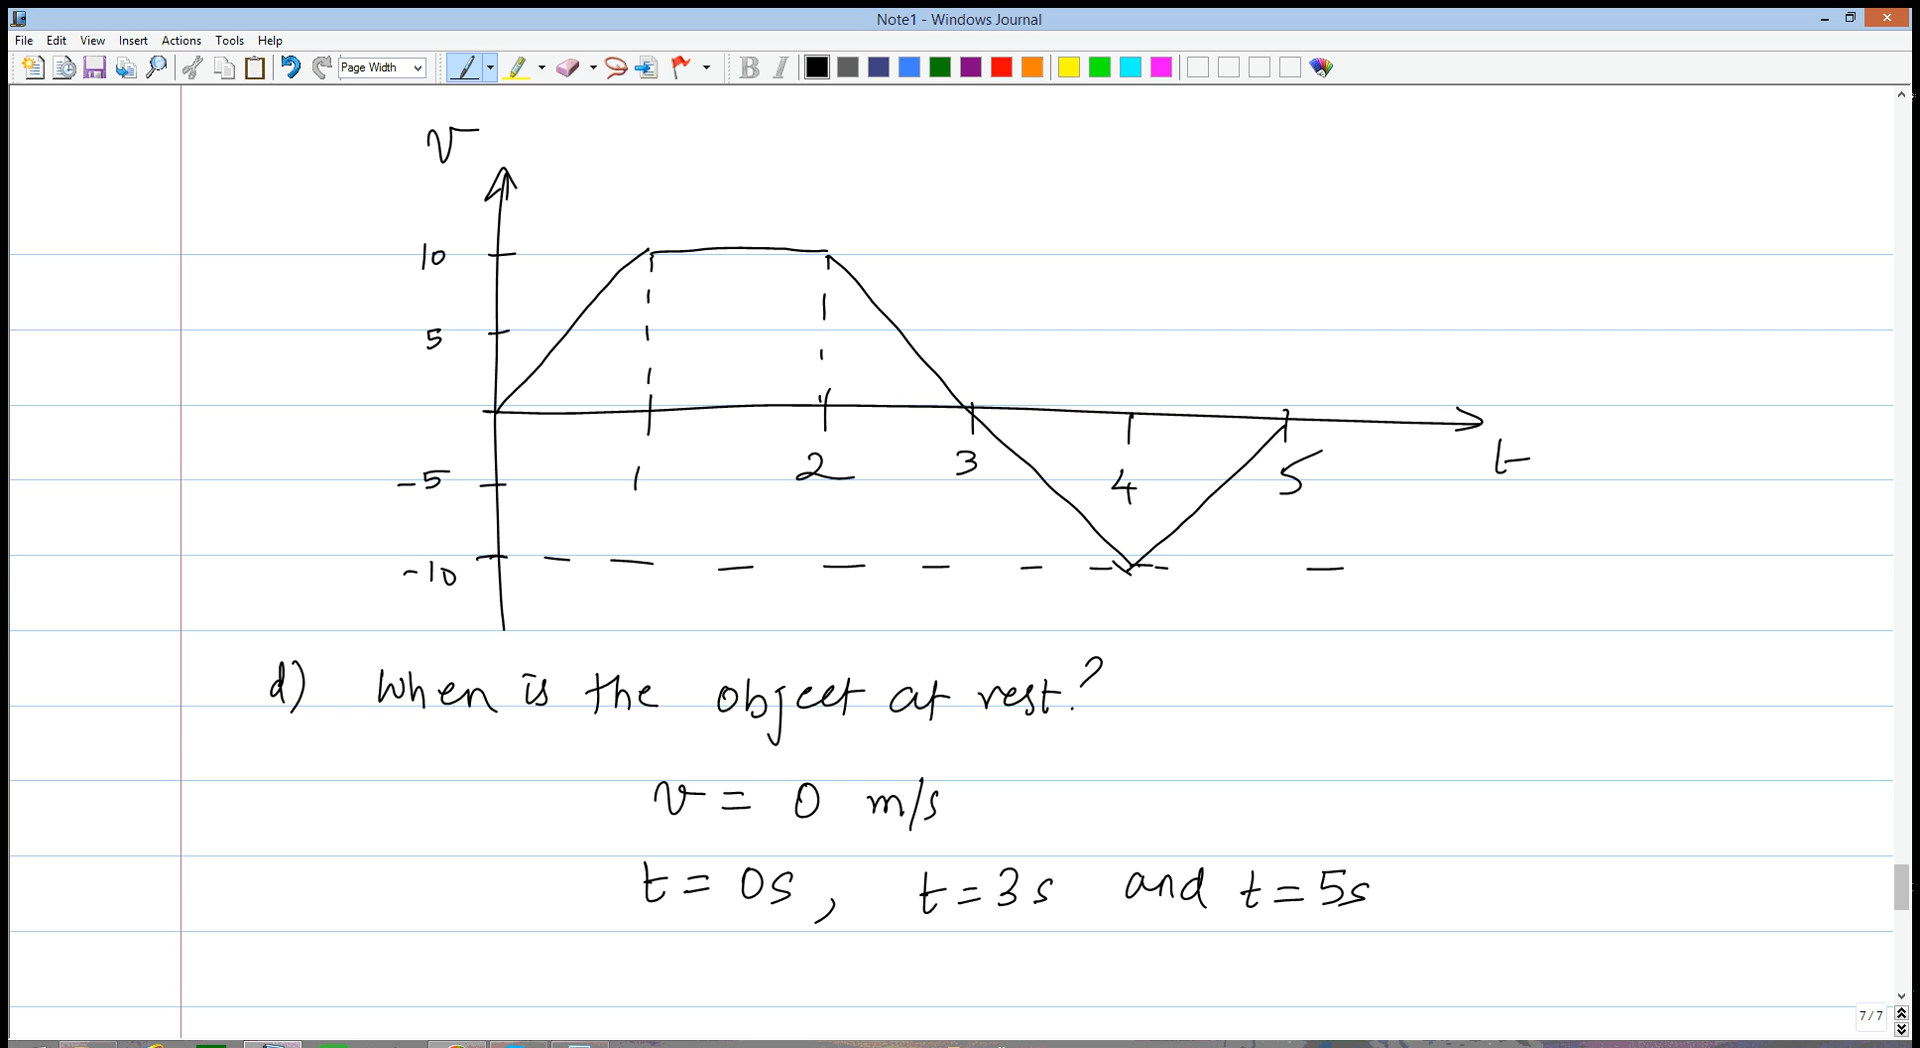 Note1 - Windows Journal
File Edit View Insert Actions Tools Help
Page Width
B I
v
10
5
-5
-10
1 2 3 4 5
t
d) When is the object at rest?
v = 0 m/s
t = 0s, t = 3s and t = 5s
7 / 7